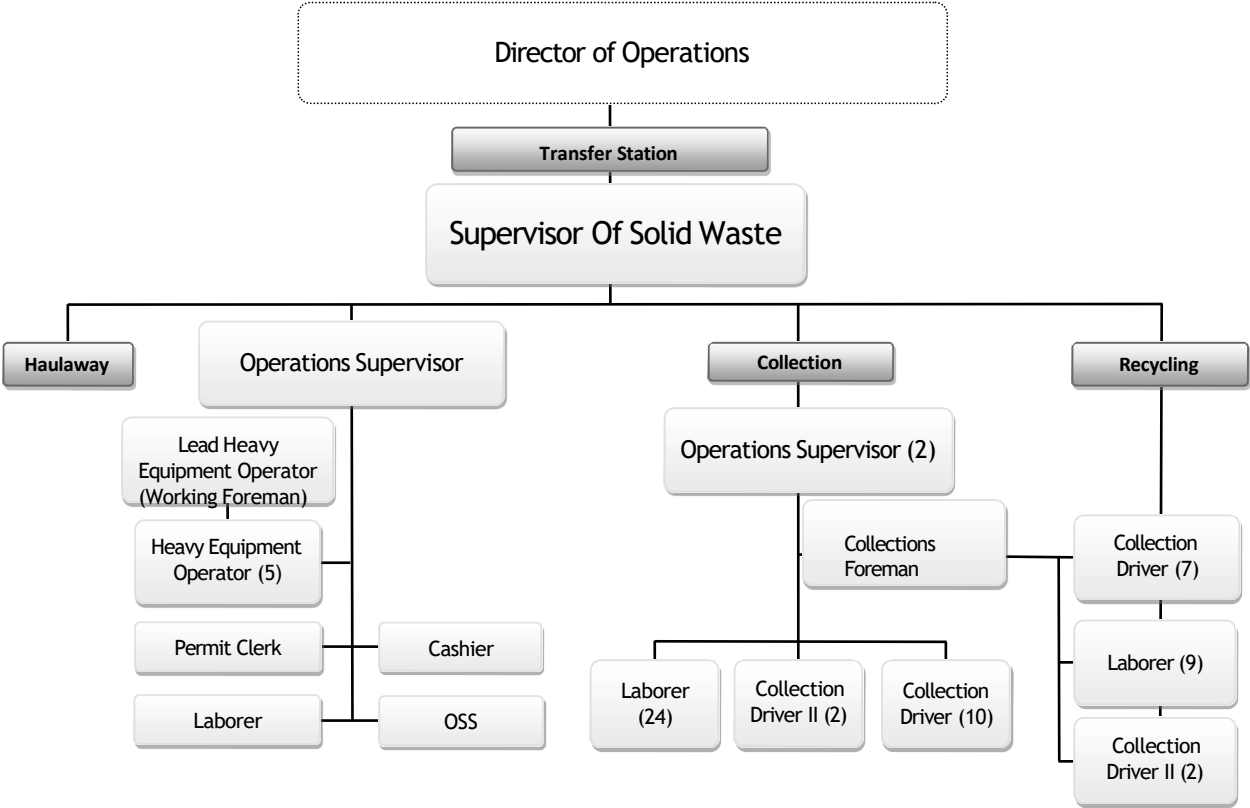 Director of Operations
Transfer Station
Supervisor Of Solid Waste
Haulaway
Operations Supervisor
Collection
Recycling
Lead Heavy
Equipment Operator
(Working Foreman)
Heavy Equipment
Operator (5)
Permit Clerk
Cashier
Laborer
OSS
Operations Supervisor (2)
Collections
Foreman
Laborer
(24)
Collection
Driver II (2)
Collection
Driver (10)
Collection
Driver (7)
Laborer (9)
Collection
Driver II (2)